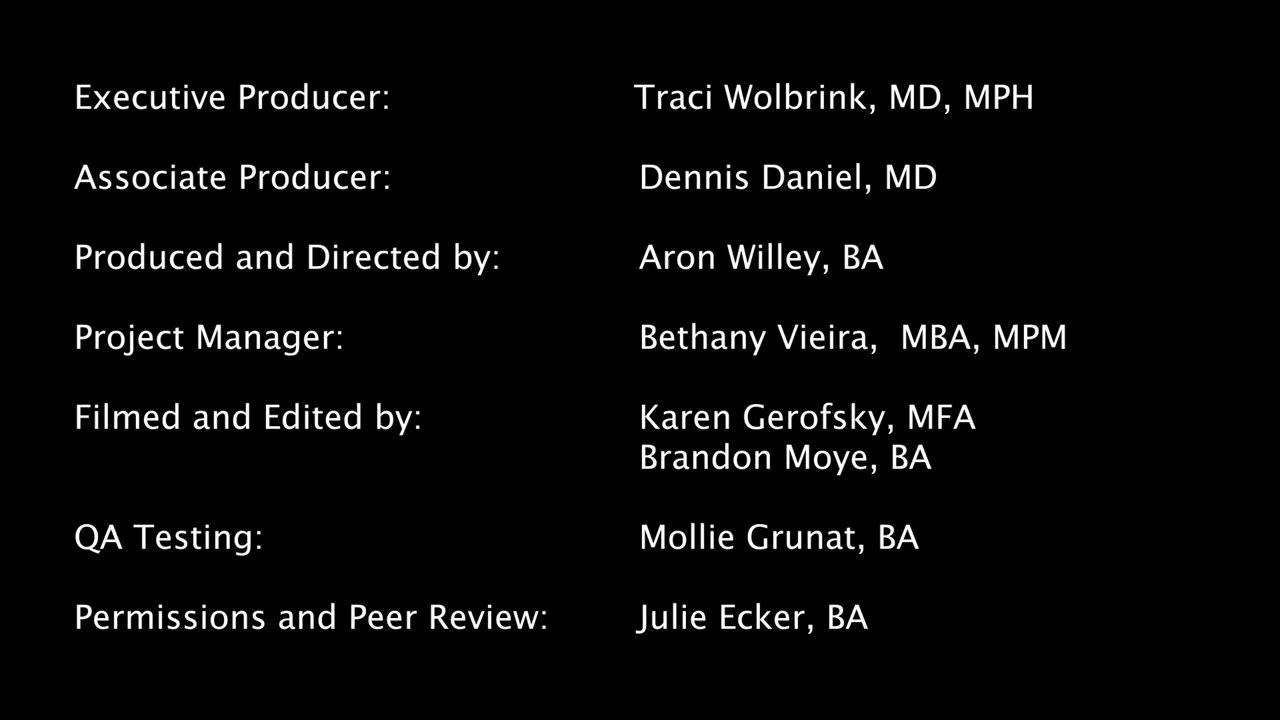 Executive Producer: Traci Wolbrink, MD, MPH
Associate Producer: Dennis Daniel, MD
Produced and Directed by: Aron Willey, BA
Project Manager: Bethany Vieira,  MBA, MPM
Filmed and Edited by: Karen Gerofsky, MFA
Brandon Moye, BA
QA Testing: Mollie Grunat, BA
Permissions and Peer Review: Julie Ecker, BA